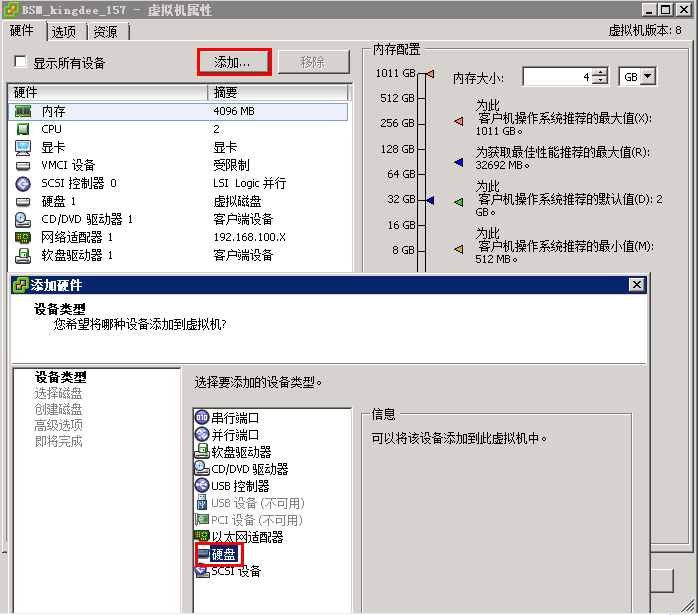 BSW_kingdee_157 - 虚拟机属性
硬件 选项 资源
虚拟机版本: 8
显示所有设备 添加... 移除
硬件 摘要
内存 4096 MB
CPU 2
显卡 显卡
VMCI 设备 受限制
SCSI 控制器 0 LSI Logic 并行
硬盘 1 虚拟磁盘
CD/DVD 驱动器 1 客户端设备
网络适配器 1 192.168.100.X
软盘驱动器 1 客户端设备
内存配置
1011 GB
512 GB
256 GB
128 GB
64 GB
32 GB
16 GB
8 GB
内存大小: 4 GB
为此
客户机操作系统推荐的最大值(X):
1011 GB。
为获取最佳性能推荐的最大值(R):
32692 MB。
为此
客户机操作系统推荐的默认值(D): 2
GB。
为此
客户机操作系统推荐的最小值(M):
512 MB。
添加硬件
设备类型
您希望将哪种设备添加到虚拟机?
设备类型
选择磁盘
创建磁盘
高级选项
即将完成
选择要添加的设备类型。
串行端口
并行端口
软盘驱动器
CD/DVD 驱动器
USB 控制器
USB 设备 (不可用)
PCI 设备 (不可用)
以太网适配器
硬盘
SCSI 设备
信息
可以将该设备添加到此虚拟机中。